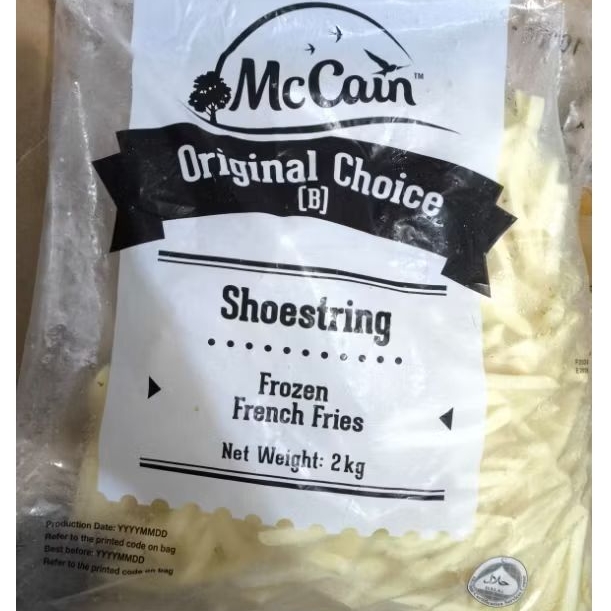 McCain™
Original Choice
[B]
Shoestring
Frozen
French Fries
Net Weight: 2kg
Production Date: YYYYMMDD
Refer to the printed code on bag
Best before: YYYYMMDD
Refer to the printed code on bag
حلال